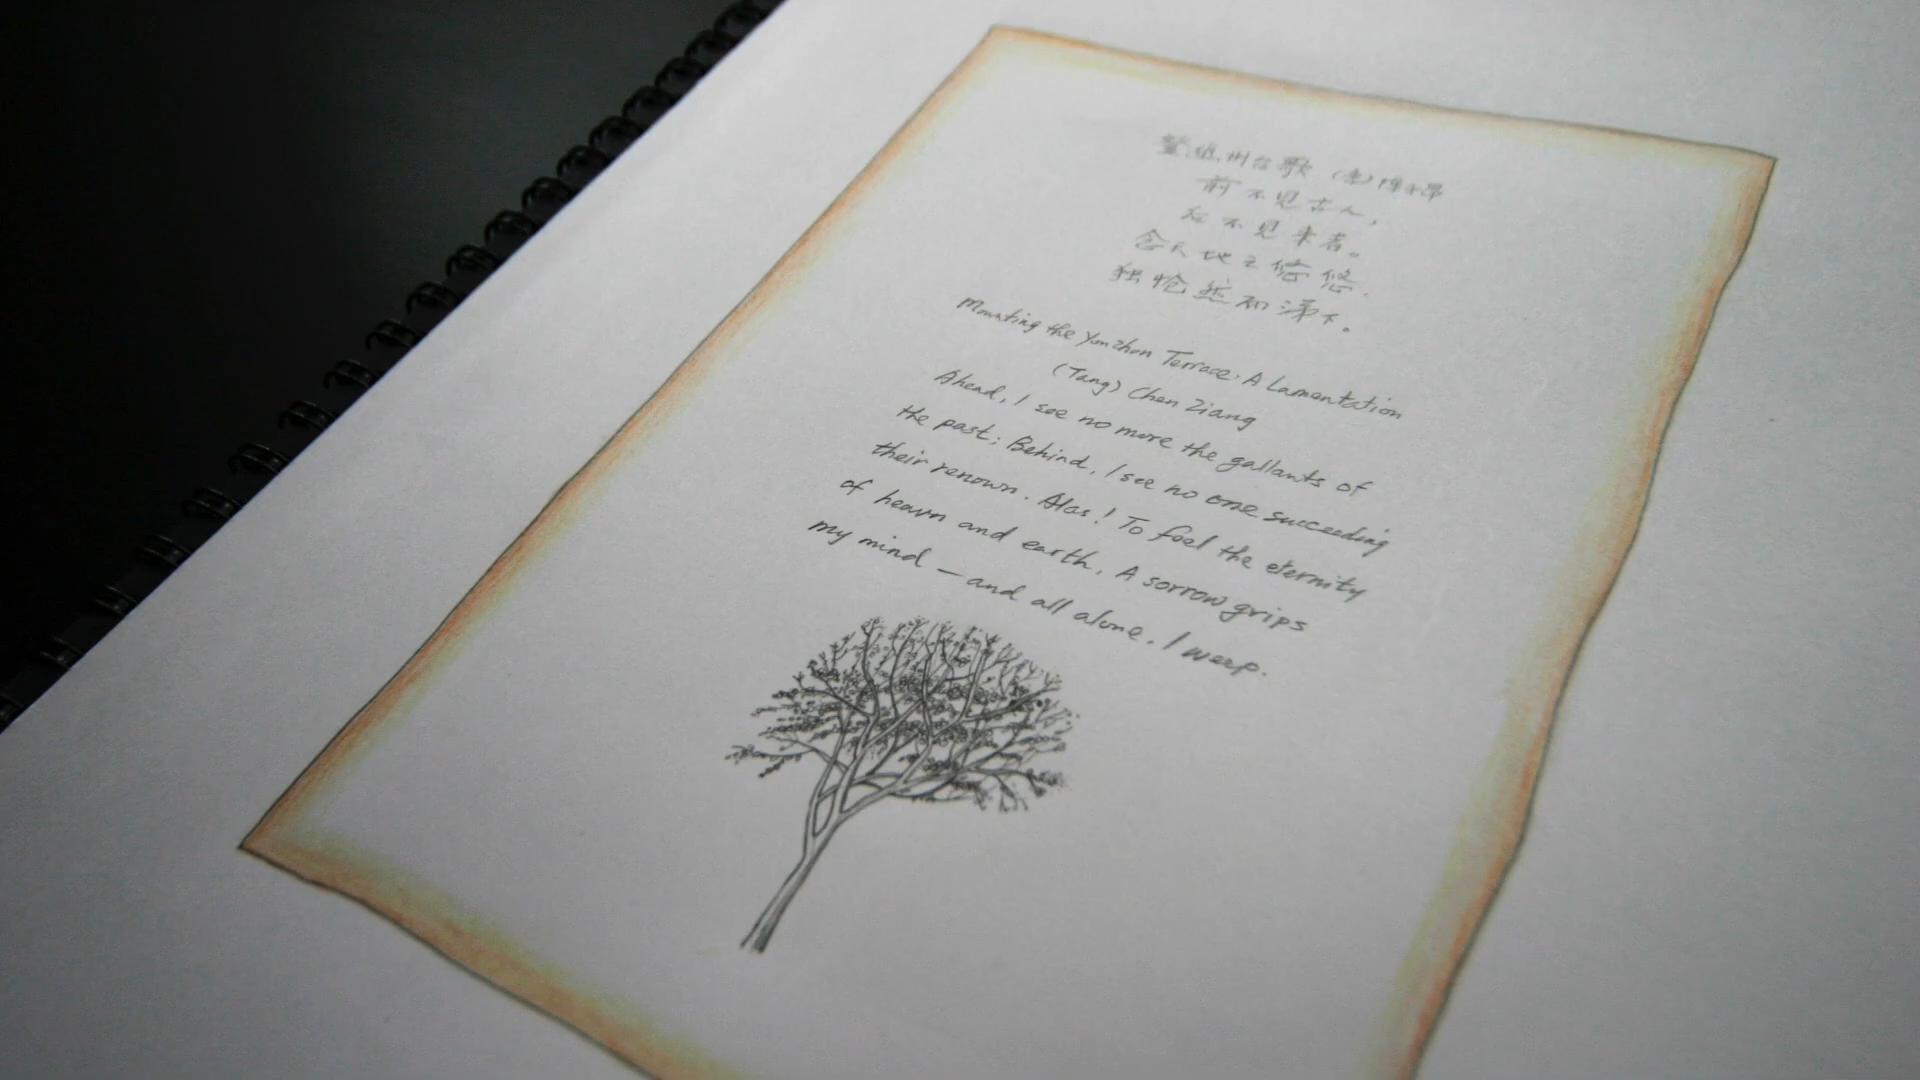 登幽州台歌 (唐) 陈子昂
前不见古人,
后不见来者。
念天地之悠悠.
独怆然而涕下。
Mounting the Youzhou Terrace: A Lamentation
(Tang) Chen Ziang
Ahead, I see no more the gallants of
the past; Behind, I see no one succeeding
their renown. Alas! To feel the eternity
of heavn and earth, A sorrow grips
my mind — and all alone, I weep.